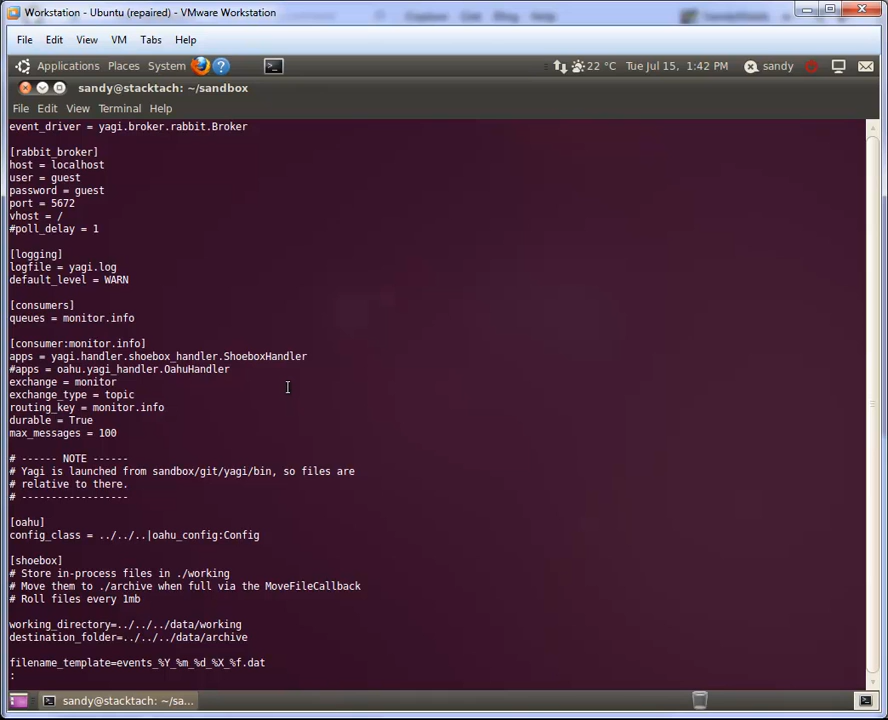 Workstation - Ubuntu (repaired) - VMware Workstation
File Edit View VM Tabs Help
Applications Places System 22 °C Tue Jul 15, 1:42 PM sandy
sandy@stacktach: ~/sandbox
File Edit View Terminal Help
event_driver = yagi.broker.rabbit.Broker
[rabbit_broker]
host = localhost
user = guest
password = guest
port = 5672
vhost = /
#poll_delay = 1
[logging]
logfile = yagi.log
default_level = WARN
[consumers]
queues = monitor.info
[consumer:monitor.info]
apps = yagi.handler.shoebox_handler.ShoeboxHandler
#apps = oahu.yagi_handler.OahuHandler
exchange = monitor
exchange_type = topic
routing_key = monitor.info
durable = True
max_messages = 100
# ------ NOTE ------
# Yagi is launched from sandbox/git/yagi/bin, so files are
# relative to there.
# ------------------
[oahu]
config_class = ../../..|oahu_config:Config
[shoebox]
# Store in-process files in ./working
# Move them to ./archive when full via the MoveFileCallback
# Roll files every 1mb
working_directory=../../../data/working
destination_folder=../../../data/archive
filename_template=events_%Y_%m_%d_%X_%f.dat
:
sandy@stacktach: ~/sa...